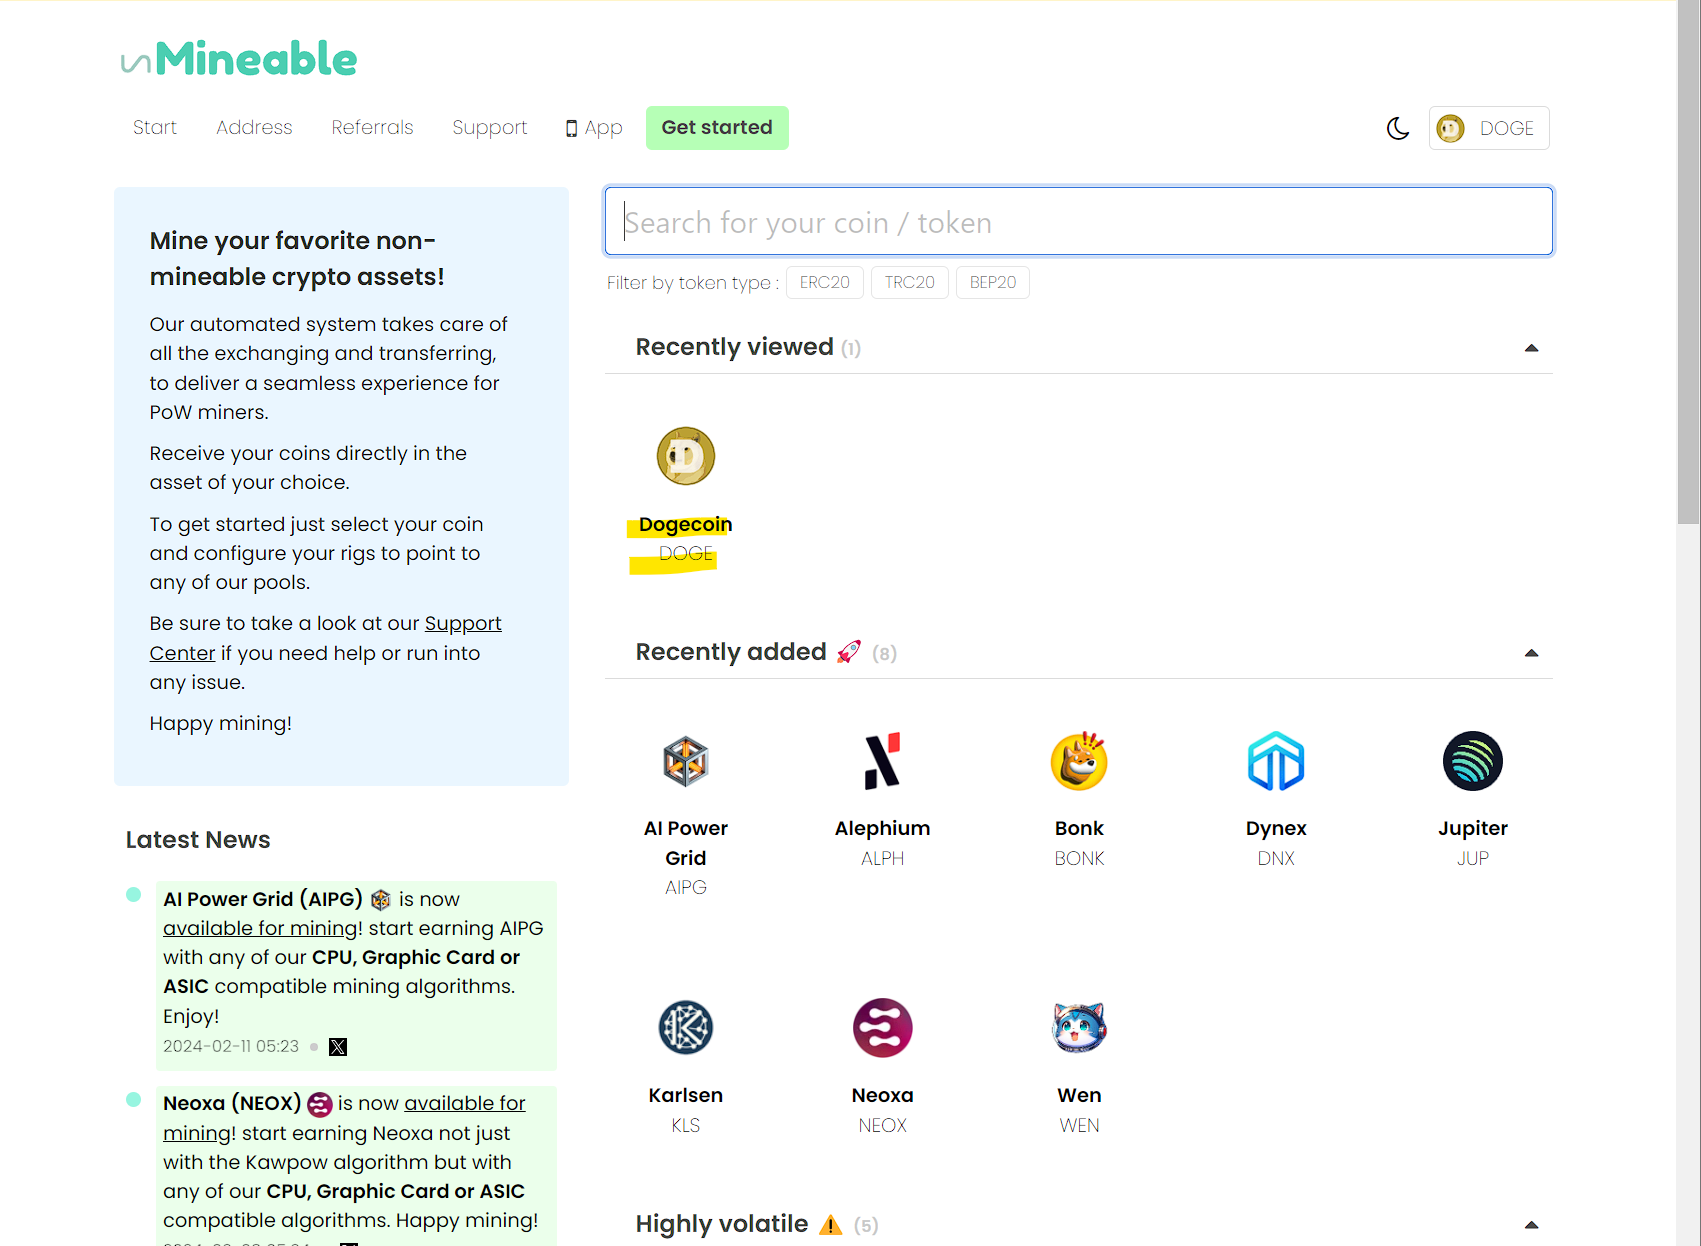 unMineable
Start
Address
Referrals
Support
App
Get started
DOGE
Mine your favorite non-
mineable crypto assets!
Our automated system takes care of
all the exchanging and transferring,
to deliver a seamless experience for
PoW miners.
Receive your coins directly in the
asset of your choice.
To get started just select your coin
and configure your rigs to point to
any of our pools.
Be sure to take a look at our Support
Center if you need help or run into
any issue.
Happy mining!
Latest News
AI Power Grid (AIPG) is now
available for mining! start earning AIPG
with any of our CPU, Graphic Card or
ASIC compatible mining algorithms.
Enjoy!
2024-02-11 05:23
Neoxa (NEOX) is now available for
mining! start earning Neoxa not just
with the Kawpow algorithm but with
any of our CPU, Graphic Card or ASIC
compatible algorithms. Happy mining!
Search for your coin / token
Filter by token type :
ERC20
TRC20
BEP20
Recently viewed (1)
Dogecoin
DOGE
Recently added (8)
AI Power
Grid
AIPG
Alephium
ALPH
Bonk
BONK
Dynex
DNX
Jupiter
JUP
Karlsen
KLS
Neoxa
NEOX
Wen
WEN
Highly volatile (5)